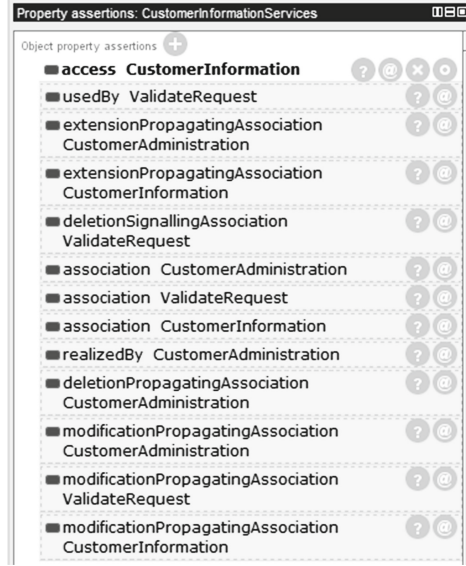 Property assertions: CustomerInformationServices
Object property assertions
access CustomerInformation
usedBy ValidateRequest
extensionPropagatingAssociation
CustomerAdministration
extensionPropagatingAssociation
CustomerInformation
deletionSignallingAssociation
ValidateRequest
association CustomerAdministration
association ValidateRequest
association CustomerInformation
realizedBy CustomerAdministration
deletionPropagatingAssociation
CustomerAdministration
modificationPropagatingAssociation
CustomerAdministration
modificationPropagatingAssociation
ValidateRequest
modificationPropagatingAssociation
CustomerInformation